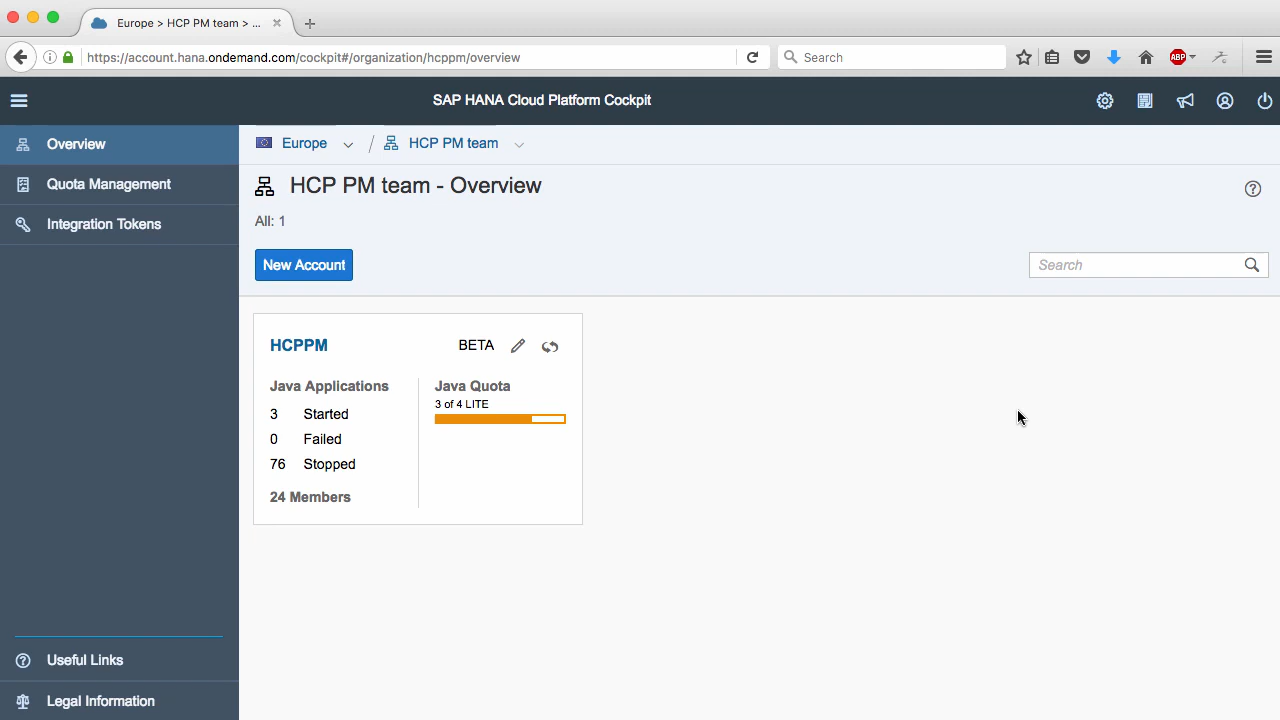 Europe > HCP PM team > ...
https://account.hana.ondemand.com/cockpit#/organization/hcppm/overview
Search
ABP
SAP HANA Cloud Platform Cockpit
Overview
Quota Management
Integration Tokens
Useful Links
Legal Information
Europe / HCP PM team
HCP PM team - Overview
All: 1
New Account
Search
HCPPM
BETA
Java Applications
3 Started
0 Failed
76 Stopped
24 Members
Java Quota
3 of 4 LITE